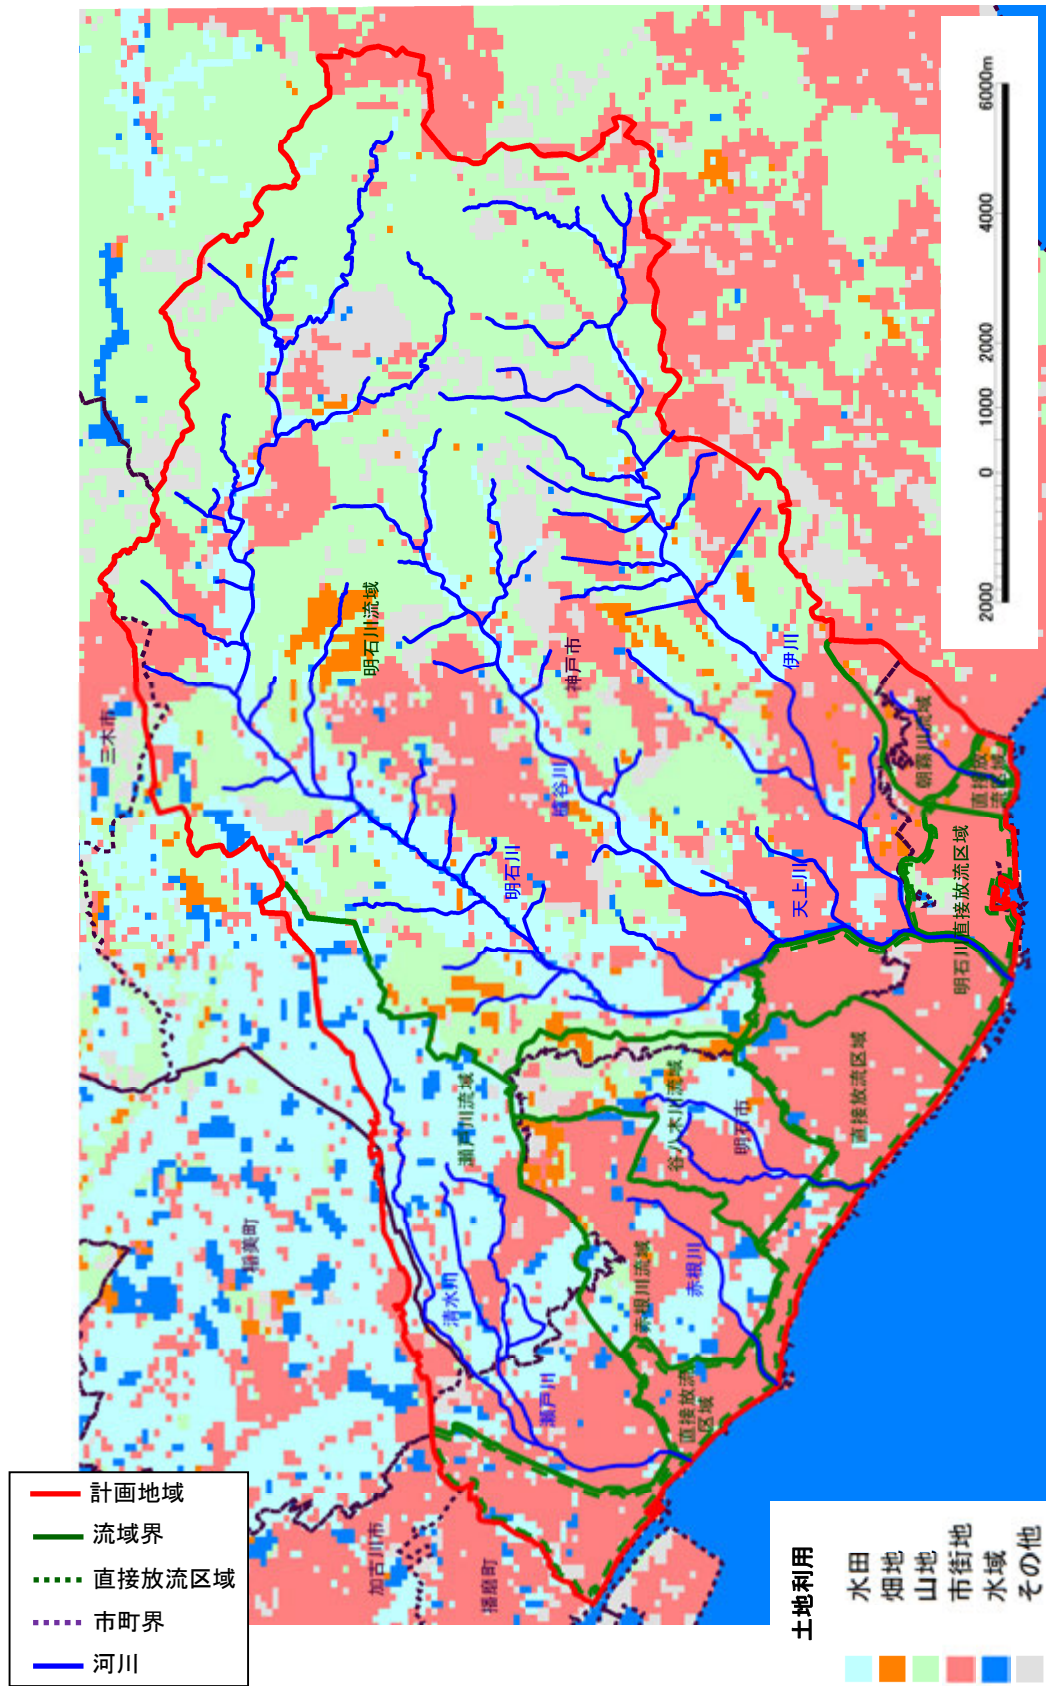 計画地域
流域界
直接放流区域
市町界
河川
土地利用
水田
畑地
山地
市街地
水域
その他
2000
0
1000
2000
4000
6000m
三木市
明石川流域
神戸市
伊川
櫨谷川
明石川
天上川
朝霧川流域
直接放
流区域
明石川直接放流区域
直接放流区域
瀬戸川流域
谷八木川流域
明石市
稲美町
清水川
赤根川流域
赤根川
瀬戸川
直接放流
区域
加古川市
播磨町